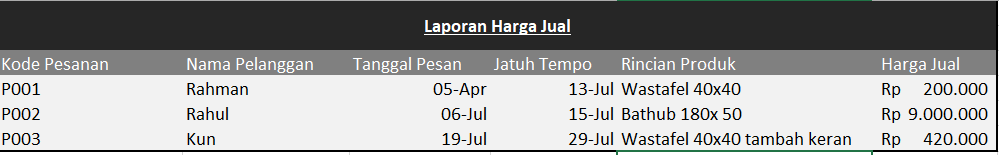 Laporan Harga Jual
Kode Pesanan Nama Pelanggan Tanggal Pesan Jatuh Tempo Rincian Produk Harga Jual
P001 Rahman 05-Apr 13-Jul Wastafel 40x40 Rp 200.000
P002 Rahul 06-Jul 15-Jul Bathub 180x 50 Rp 9.000.000
P003 Kun 19-Jul 29-Jul Wastafel 40x40 tambah keran Rp 420.000